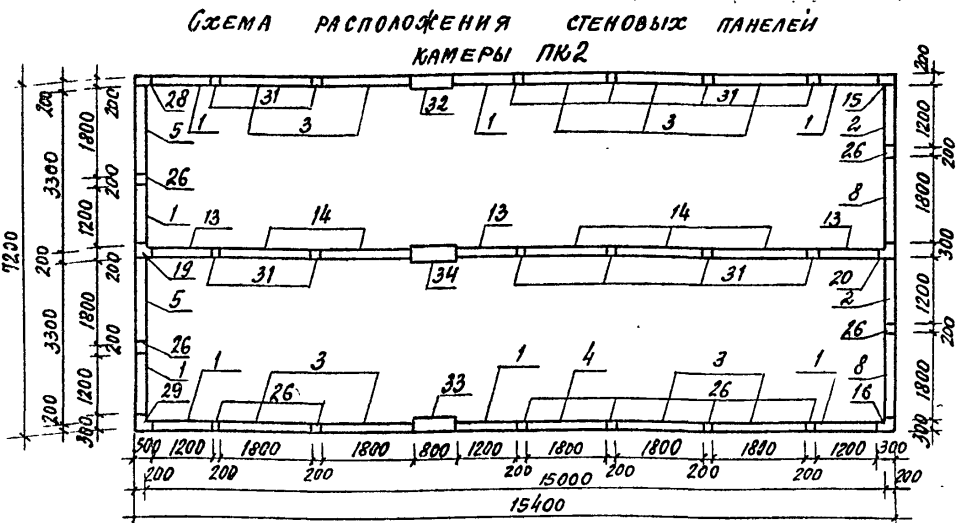 СХЕМА РАСПОЛОЖЕНИЯ СТЕНОВЫХ ПАНЕЛЕЙ
КАМЕРЫ ПК2
200
200 200 28 31 32 31 15
1 3 1 3 1
5 2 1200
1800 26 26 200
3300 200 8 1800
1200 1 13 14 13 14 13
7200 200 200 19 31 34 31 20 300
5 2 1200
1800 26 26 200
3300 200 1 1 3 1 4 3 1 8 1800
1200 29 26 33 26 16
200 300 300
500 1200 1800 1800 800 1200 1800 1800 1800 1200 300
200 200 200 200 200 200 200 200
15000
15400